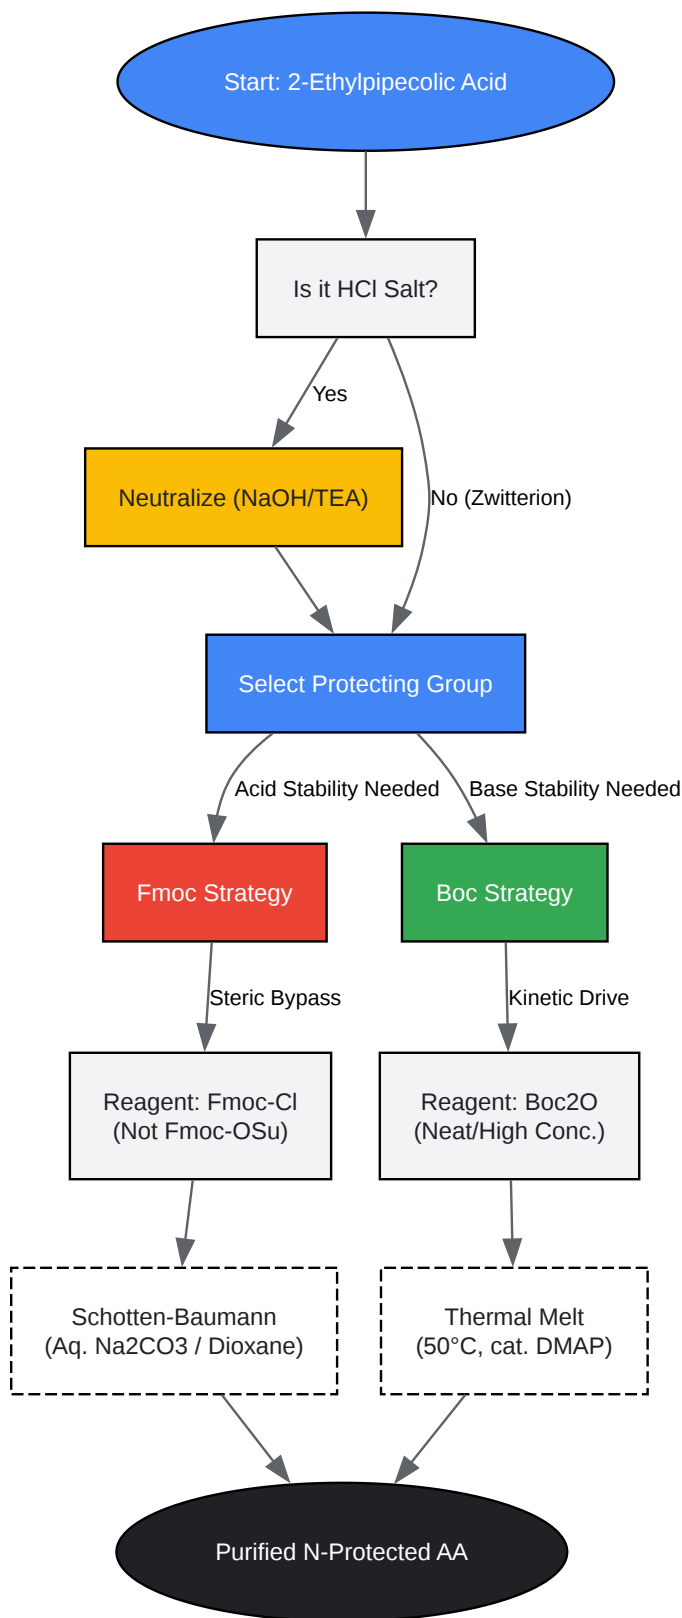 Start: 2-Ethylpipecolic Acid
Is it HCl Salt?
Yes
Neutralize (NaOH/TEA)
No (Zwitterion)
Select Protecting Group
Acid Stability Needed
Base Stability Needed
Fmoc Strategy
Boc Strategy
Steric Bypass
Kinetic Drive
Reagent: Fmoc-Cl
(Not Fmoc-OSu)
Reagent: Boc2O
(Neat/High Conc.)
Schotten-Baumann
(Aq. Na2CO3 / Dioxane)
Thermal Melt
(50°C, cat. DMAP)
Purified N-Protected AA